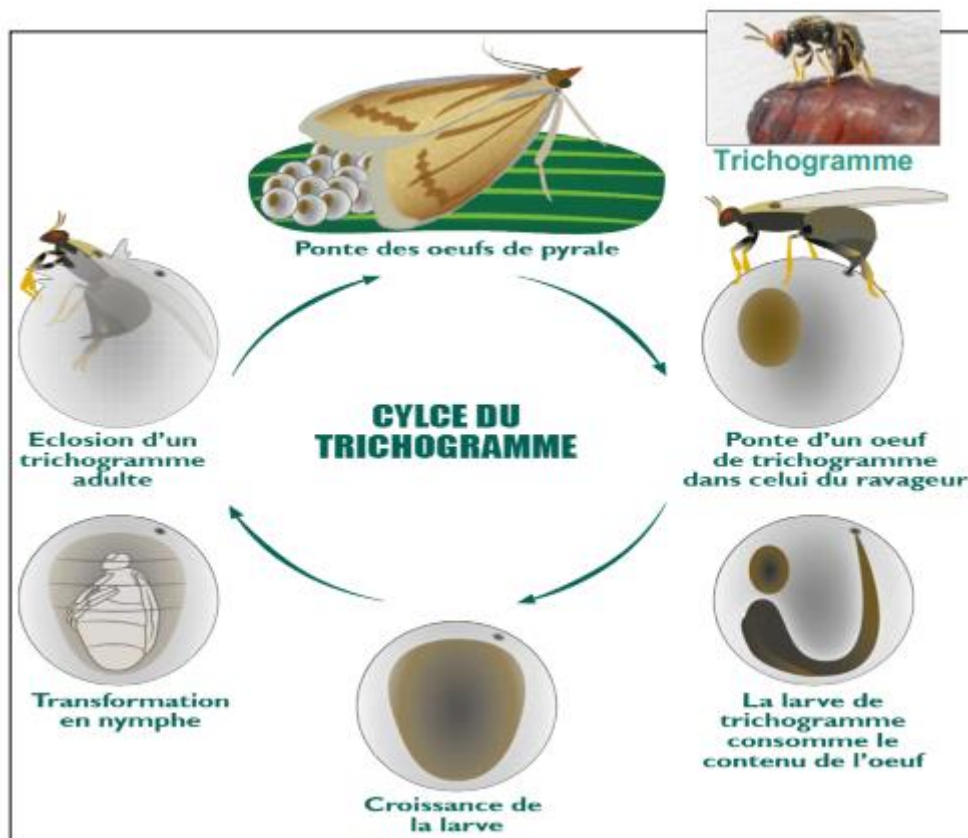 Trichogramme
Ponte des oeufs de pyrale
CYLCE DU
TRICHOGRAMME
Ponte d'un oeuf
de trichogramme
dans celui du ravageur
La larve de
trichogramme
consomme le
contenu de l'oeuf
Croissance de
la larve
Transformation
en nymphe
Eclosion d'un
trichogramme
adulte